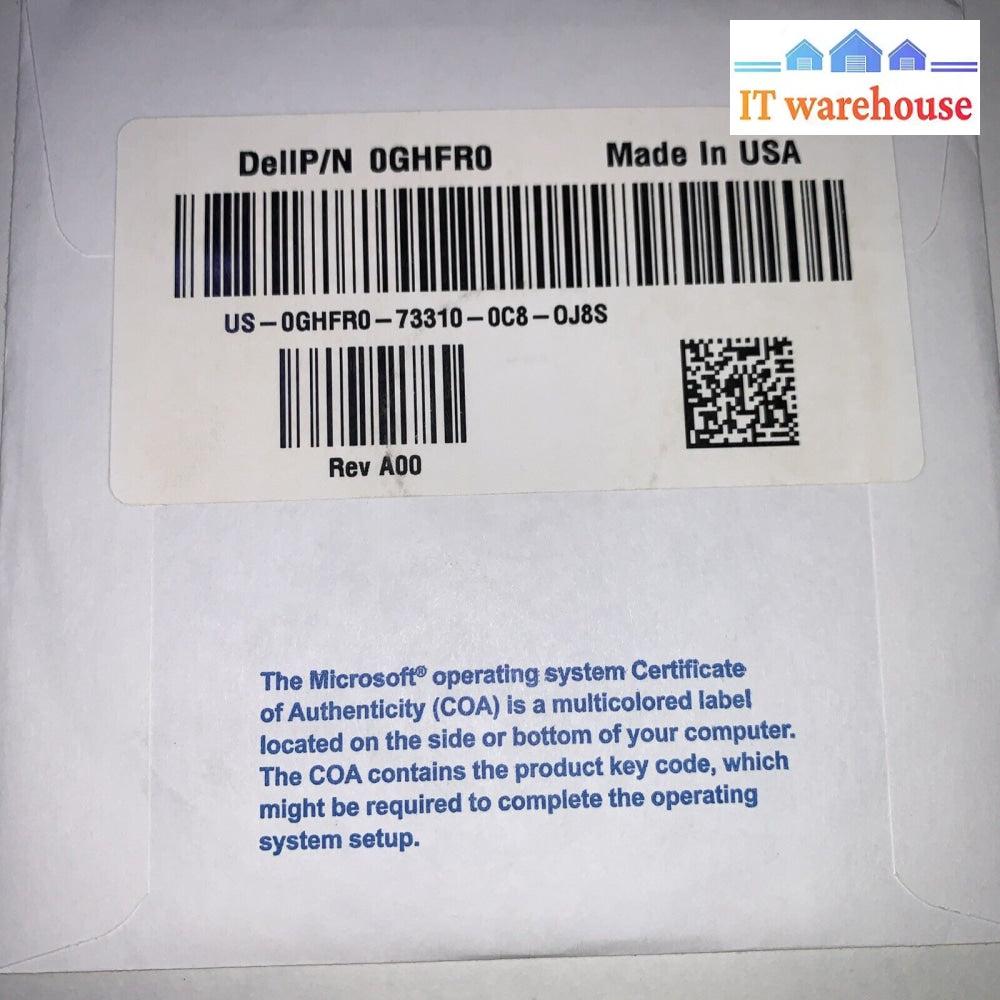 IT warehouse
DellP/N 0GHFR0 Made In USA
US-0GHFR0-73310-0C8-0J8S
Rev A00
The Microsoft® operating system Certificate
of Authenticity (COA) is a multicolored label
located on the side or bottom of your computer.
The COA contains the product key code, which
might be required to complete the operating
system setup.